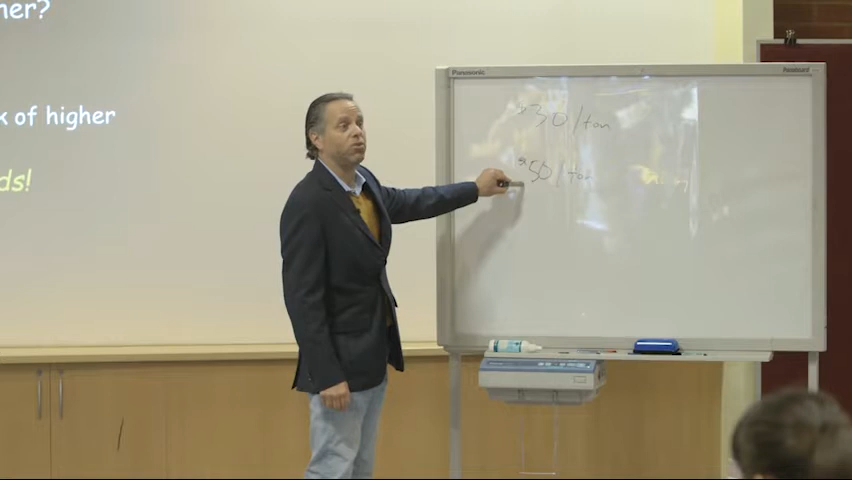 her?
k of higher
ds!
Panasonic
$30/ton
$50/ton